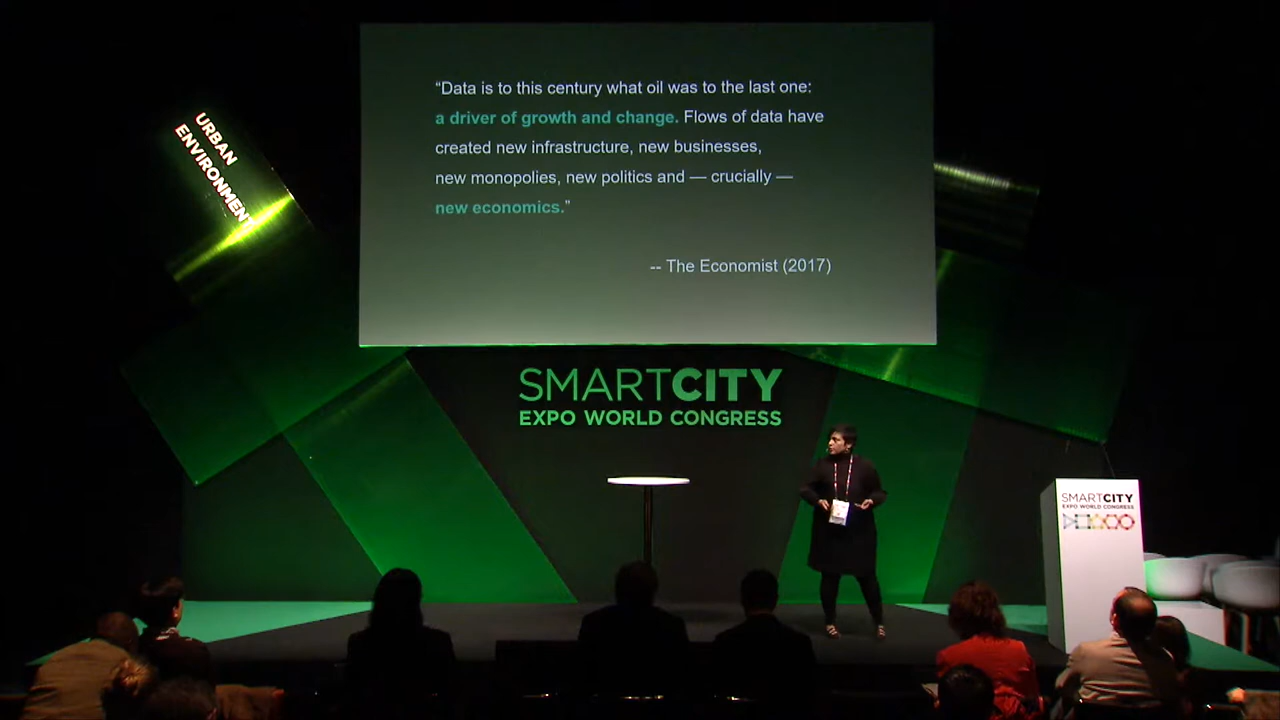 “Data is to this century what oil was to the last one:
a driver of growth and change. Flows of data have
created new infrastructure, new businesses,
new monopolies, new politics and — crucially —
new economics.”
-- The Economist (2017)
URBAN
ENVIRONMENT
SMARTCITY
EXPO WORLD CONGRESS
SMARTCITY
EXPO WORLD CONGRESS